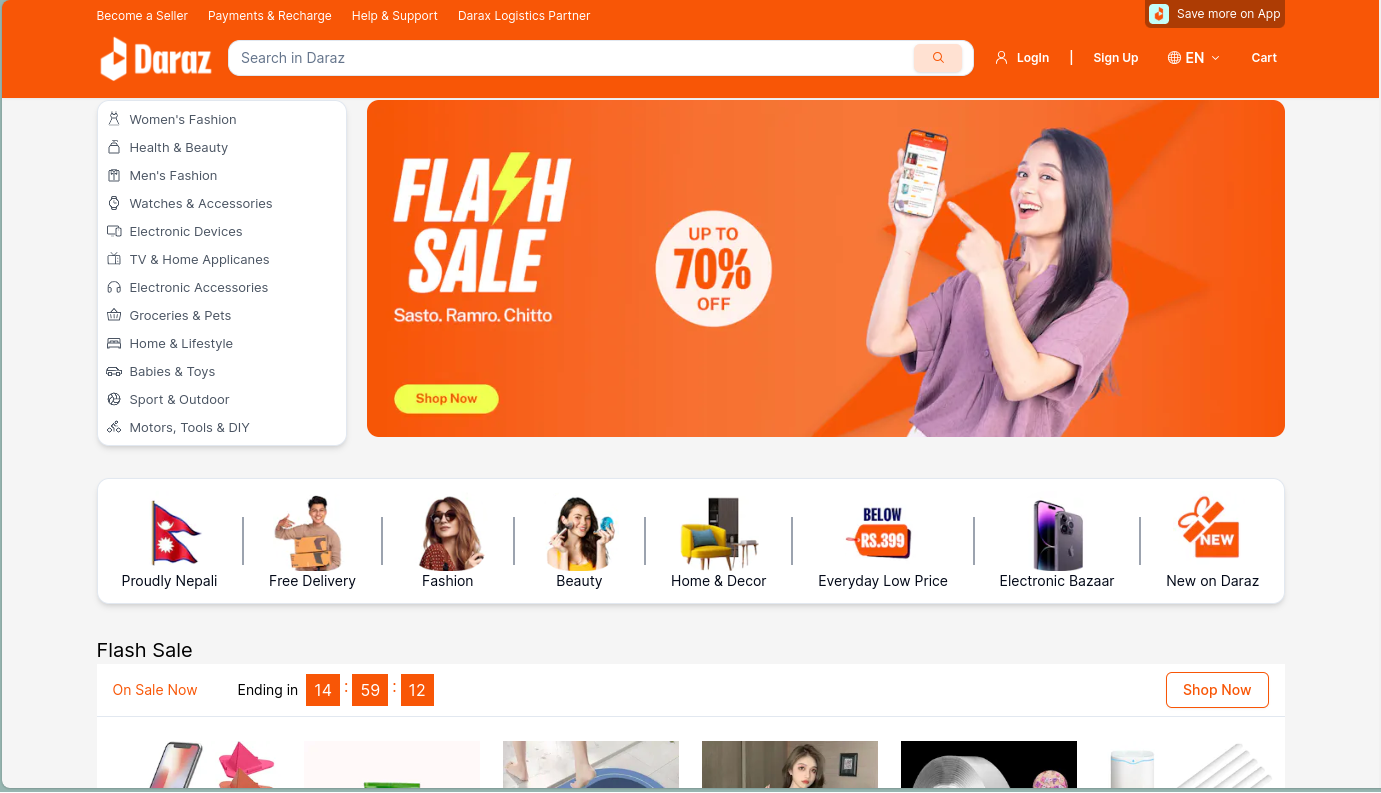 Become a Seller
Payments & Recharge
Help & Support
Darax Logistics Partner
Save more on App
Daraz
Search in Daraz
Login
|
Sign Up
EN
Cart
Women's Fashion
Health & Beauty
Men's Fashion
Watches & Accessories
Electronic Devices
TV & Home Applicanes
Electronic Accessories
Groceries & Pets
Home & Lifestyle
Babies & Toys
Sport & Outdoor
Motors, Tools & DIY
FLASH
SALE
Sasto. Ramro. Chitto
Shop Now
UP TO
70%
OFF
Proudly Nepali
Free Delivery
Fashion
Beauty
Home & Decor
BELOW
RS.399
Everyday Low Price
Electronic Bazaar
NEW
New on Daraz
Flash Sale
On Sale Now
Ending in 14 : 59 : 12
Shop Now